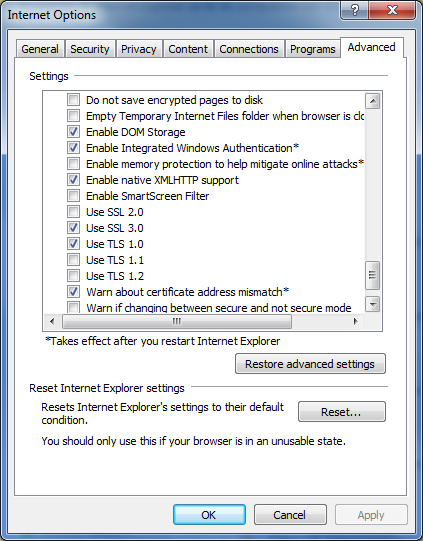 Internet Options
General Security Privacy Content Connections Programs Advanced
Settings
Do not save encrypted pages to disk
Empty Temporary Internet Files folder when browser is clo
Enable DOM Storage
Enable Integrated Windows Authentication*
Enable memory protection to help mitigate online attacks*
Enable native XMLHTTP support
Enable SmartScreen Filter
Use SSL 2.0
Use SSL 3.0
Use TLS 1.0
Use TLS 1.1
Use TLS 1.2
Warn about certificate address mismatch*
Warn if changing between secure and not secure mode
*Takes effect after you restart Internet Explorer
Restore advanced settings
Reset Internet Explorer settings
Resets Internet Explorer's settings to their default
condition.
Reset...
You should only use this if your browser is in an unusable state.
OK Cancel Apply